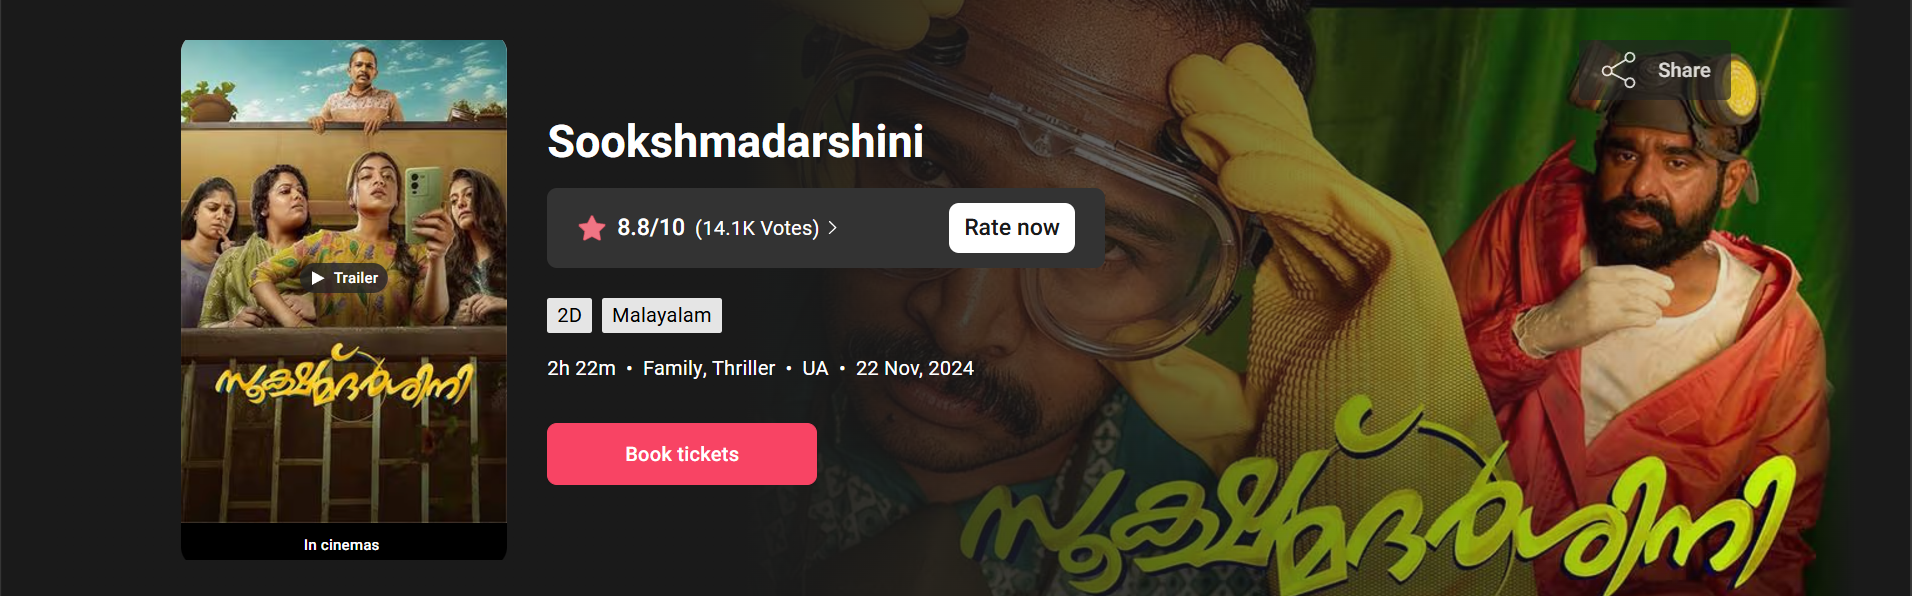 Share
Sookshmadarshini
8.8/10 (14.1K Votes)
Rate now
Trailer
2D
Malayalam
2h 22m • Family, Thriller • UA • 22 Nov, 2024
സൂക്ഷ്മദർശിനി
Book tickets
In cinemas
സൂക്ഷ്മദർശിനി